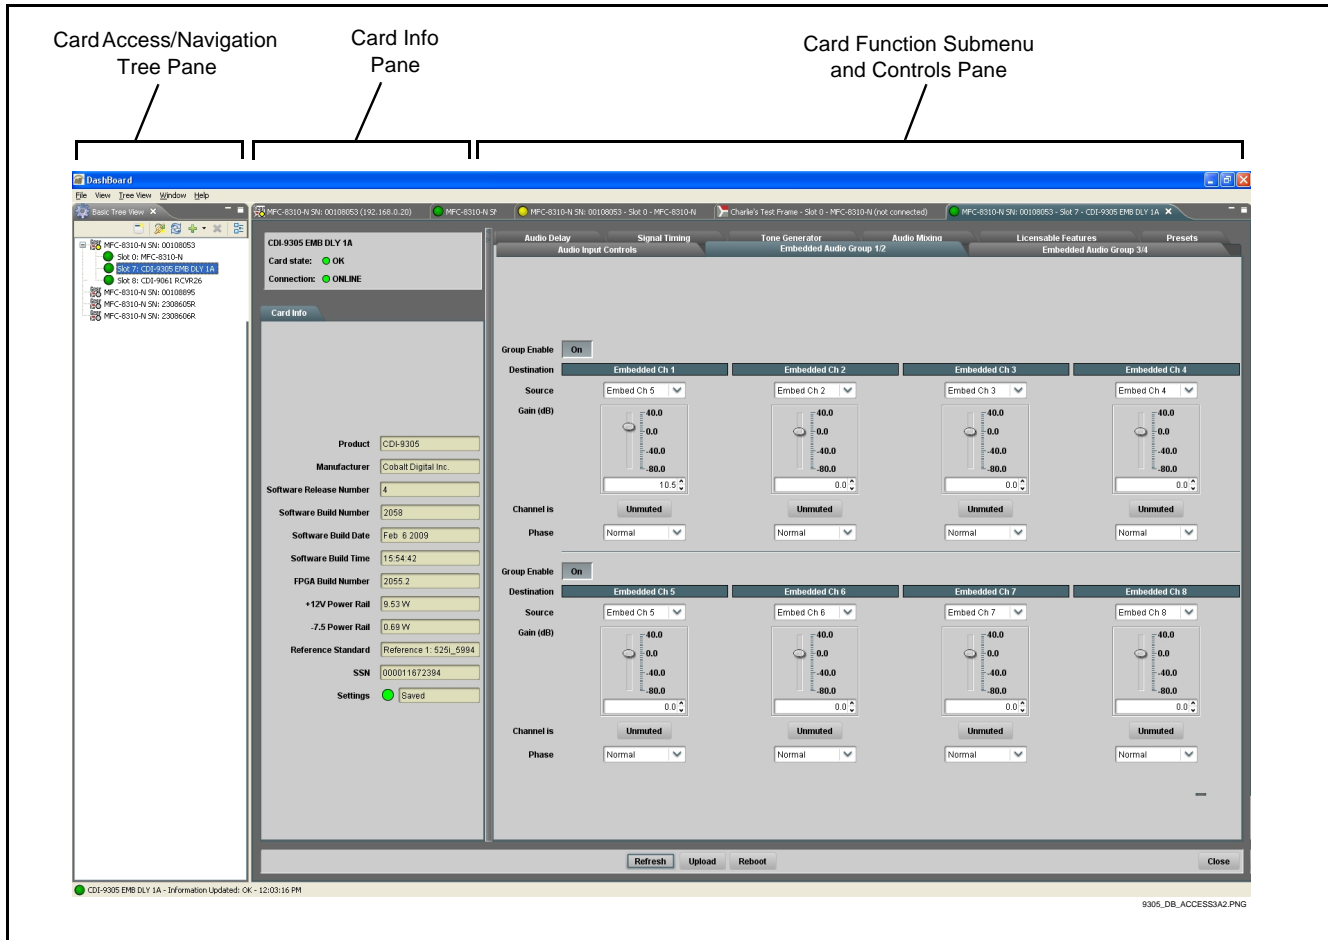 Card Access/Navigation
Tree Pane
Card Info
Pane
Card Function Submenu
and Controls Pane
DashBoard
File View Tree View Window Help
Basic Tree View
MFC-8310-N SN: 00108053 (192.168.0.20)
MFC-8310-N SN
MFC-8310-N SN: 00108053 - Slot 0 - MFC-8310-N
Charlie's Test Frame - Slot 0 - MFC-8310-N (not connected)
MFC-8310-N SN: 00108053 - Slot 7 - CDI-9305 EMB DLY 1A
MFC-8310-N SN: 00108053
Slot 0: MFC-8310-N
Slot 7: CDI-9305 EMB DLY 1A
Slot 8: CDI-9061 RCVR26
MFC-8310-N SN: 00108895
MFC-8310-N SN: 2308605R
MFC-8310-N SN: 2308606R
CDI-9305 EMB DLY 1A
Card state: OK
Connection: ONLINE
Card Info
Product CDI-9305
Manufacturer Cobalt Digital Inc.
Software Release Number 4
Software Build Number 2058
Software Build Date Feb 6 2009
Software Build Time 15:54:42
FPGA Build Number 2055.2
+12V Power Rail 9.53 W
-7.5 Power Rail 0.69 W
Reference Standard Reference 1: 525i_5994
SSN 000011672394
Settings Saved
Audio Delay Signal Timing Tone Generator Audio Mixing Licensable Features Presets
Audio Input Controls Embedded Audio Group 1/2 Embedded Audio Group 3/4
Group Enable On
Destination Embedded Ch 1 Embedded Ch 2 Embedded Ch 3 Embedded Ch 4
Source Embed Ch 5 Embed Ch 2 Embed Ch 3 Embed Ch 4
Gain (dB) 40.0 40.0 40.0 40.0
0.0 0.0 0.0 0.0
-40.0 -40.0 -40.0 -40.0
-80.0 -80.0 -80.0 -80.0
10.5 0.0 0.0 0.0
Channel is Unmuted Unmuted Unmuted Unmuted
Phase Normal Normal Normal Normal
Group Enable On
Destination Embedded Ch 5 Embedded Ch 6 Embedded Ch 7 Embedded Ch 8
Source Embed Ch 5 Embed Ch 6 Embed Ch 7 Embed Ch 8
Gain (dB) 40.0 40.0 40.0 40.0
0.0 0.0 0.0 0.0
-40.0 -40.0 -40.0 -40.0
-80.0 -80.0 -80.0 -80.0
0.0 0.0 0.0 0.0
Channel is Unmuted Unmuted Unmuted Unmuted
Phase Normal Normal Normal Normal
Refresh Upload Reboot Close
CDI-9305 EMB DLY 1A - Information Updated: OK - 12:03:16 PM
9305_DB_ACCESS3A2.PNG